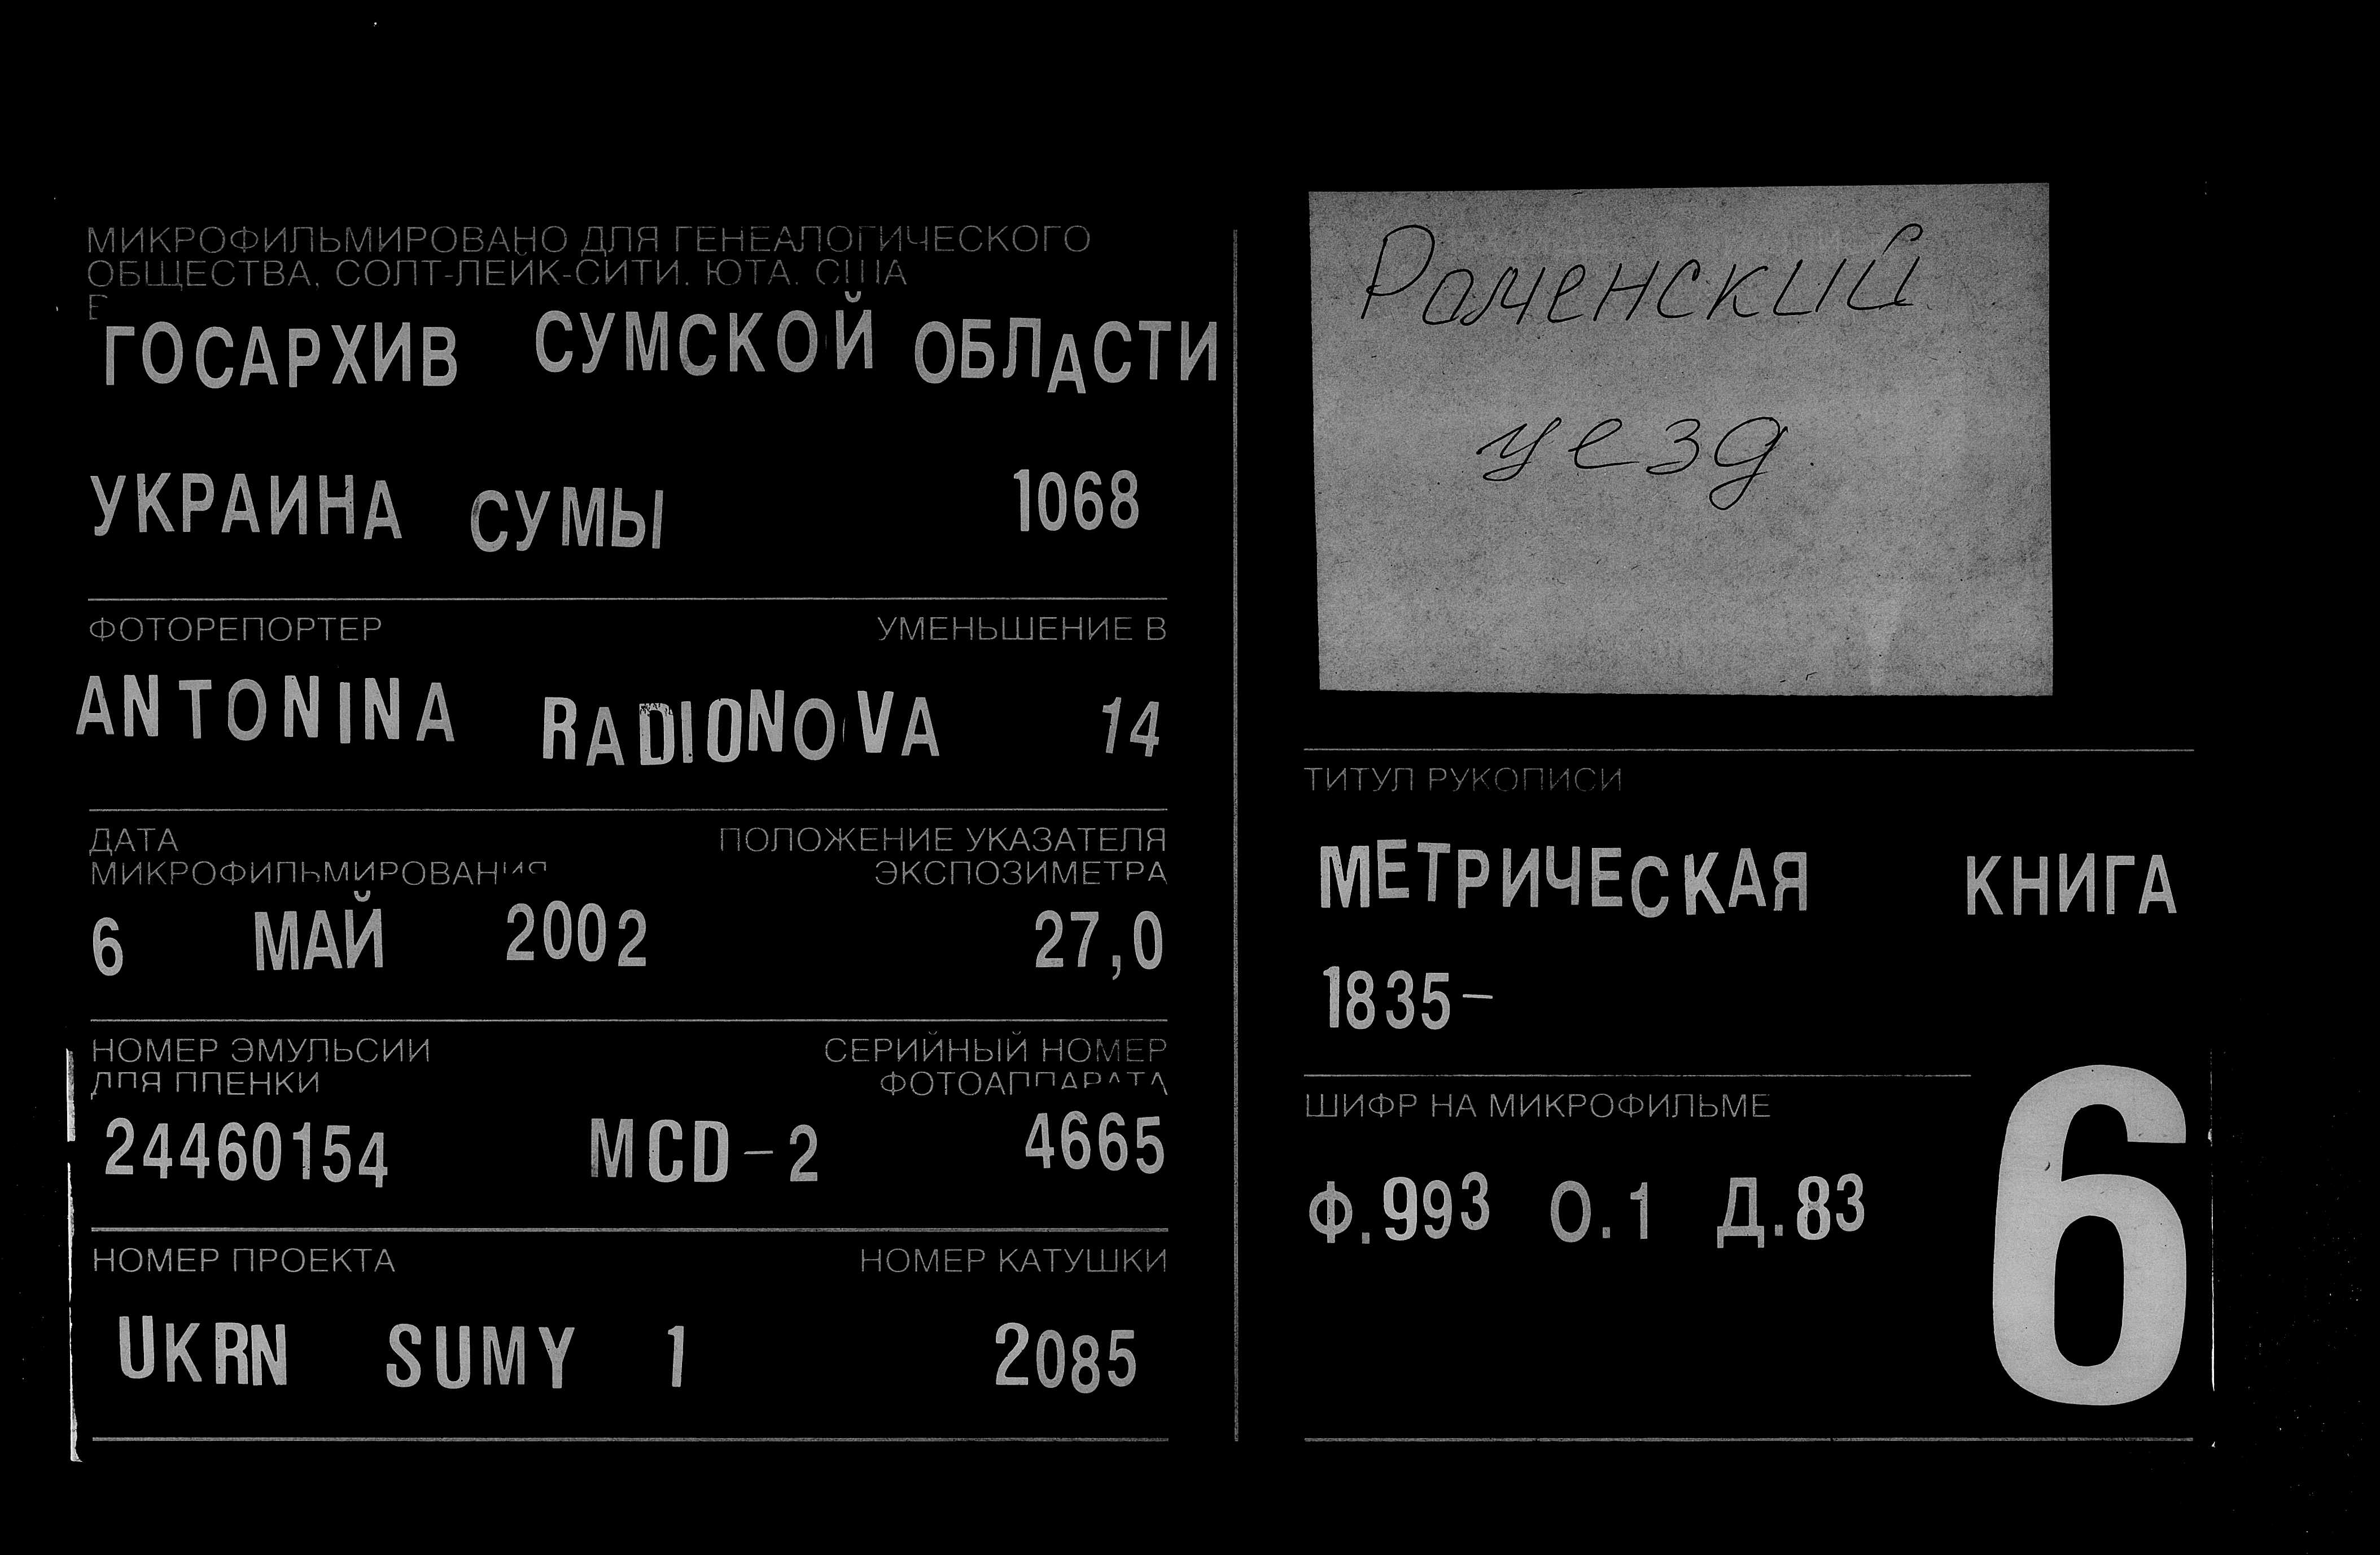 МИКРОФИЛЬМИРОВАНО ДЛЯ ГЕНЕАЛОГИЧЕСКОГО
ОБЩЕСТВА, СОЛТ-ЛЕЙК-СИТИ, ЮТА, США
В
ГОСАРХИВ СУМСКОЙ ОБЛАСТИ
УКРАИНА СУМЫ 1068
ФОТОРЕПОРТЕР УМЕНЬШЕНИЕ В
ANTONINA RADIONOVA 14
ДАТА ПОЛОЖЕНИЕ УКАЗАТЕЛЯ
МИКРОФИЛЬМИРОВАНИЯ ЭКСПОЗИМЕТРА
6 МАЙ 2002 27,0
НОМЕР ЭМУЛЬСИИ СЕРИЙНЫЙ НОМЕР
ДЛЯ ПЛЕНКИ ФОТОАППАРАТА
24460154 MCD-2 4665
НОМЕР ПРОЕКТА НОМЕР КАТУШКИ
UKRN SUMY 1 2085
Роменский
уезд
ТИТУЛ РУКОПИСИ
МЕТРИЧЕСКАЯ КНИГА
1835-
ШИФР НА МИКРОФИЛЬМЕ
Ф.993 О.1 Д.83
6